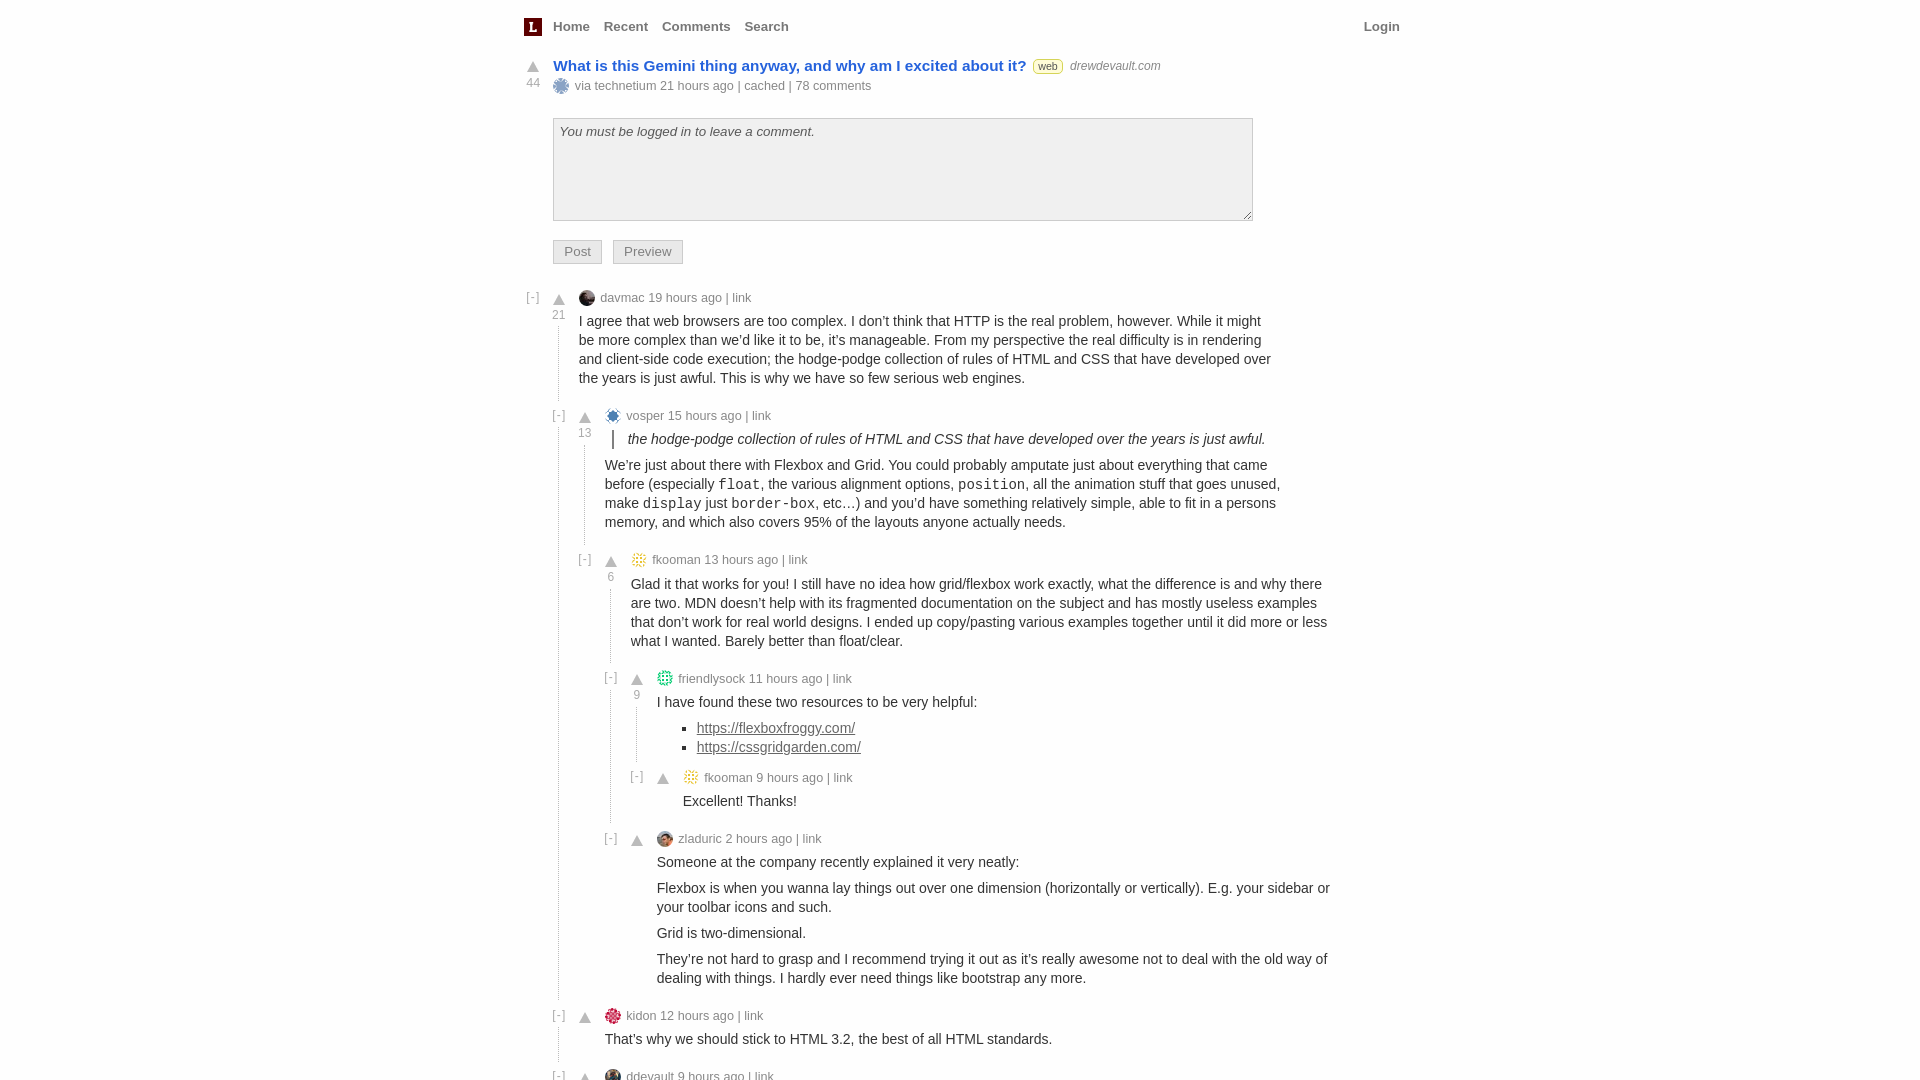 L Home Recent Comments Search Login
What is this Gemini thing anyway, and why am I excited about it? web drewdevault.com
44
via technetium 21 hours ago | cached | 78 comments
You must be logged in to leave a comment.
Post Preview
[-] davmac 19 hours ago | link
21
I agree that web browsers are too complex. I don’t think that HTTP is the real problem, however. While it might
be more complex than we’d like it to be, it’s manageable. From my perspective the real difficulty is in rendering
and client-side code execution; the hodge-podge collection of rules of HTML and CSS that have developed over
the years is just awful. This is why we have so few serious web engines.
[-] vosper 15 hours ago | link
13
the hodge-podge collection of rules of HTML and CSS that have developed over the years is just awful.
We’re just about there with Flexbox and Grid. You could probably amputate just about everything that came
before (especially float, the various alignment options, position, all the animation stuff that goes unused,
make display just border-box, etc…) and you’d have something relatively simple, able to fit in a persons
memory, and which also covers 95% of the layouts anyone actually needs.
[-] fkooman 13 hours ago | link
6
Glad it that works for you! I still have no idea how grid/flexbox work exactly, what the difference is and why there
are two. MDN doesn’t help with its fragmented documentation on the subject and has mostly useless examples
that don’t work for real world designs. I ended up copy/pasting various examples together until it did more or less
what I wanted. Barely better than float/clear.
[-] friendlysock 11 hours ago | link
9
I have found these two resources to be very helpful:
https://flexboxfroggy.com/
https://cssgridgarden.com/
[-] fkooman 9 hours ago | link
Excellent! Thanks!
[-] zladuric 2 hours ago | link
Someone at the company recently explained it very neatly:
Flexbox is when you wanna lay things out over one dimension (horizontally or vertically). E.g. your sidebar or
your toolbar icons and such.
Grid is two-dimensional.
They’re not hard to grasp and I recommend trying it out as it’s really awesome not to deal with the old way of
dealing with things. I hardly ever need things like bootstrap any more.
[-] kidon 12 hours ago | link
That’s why we should stick to HTML 3.2, the best of all HTML standards.
[-] ddevault 9 hours ago | link